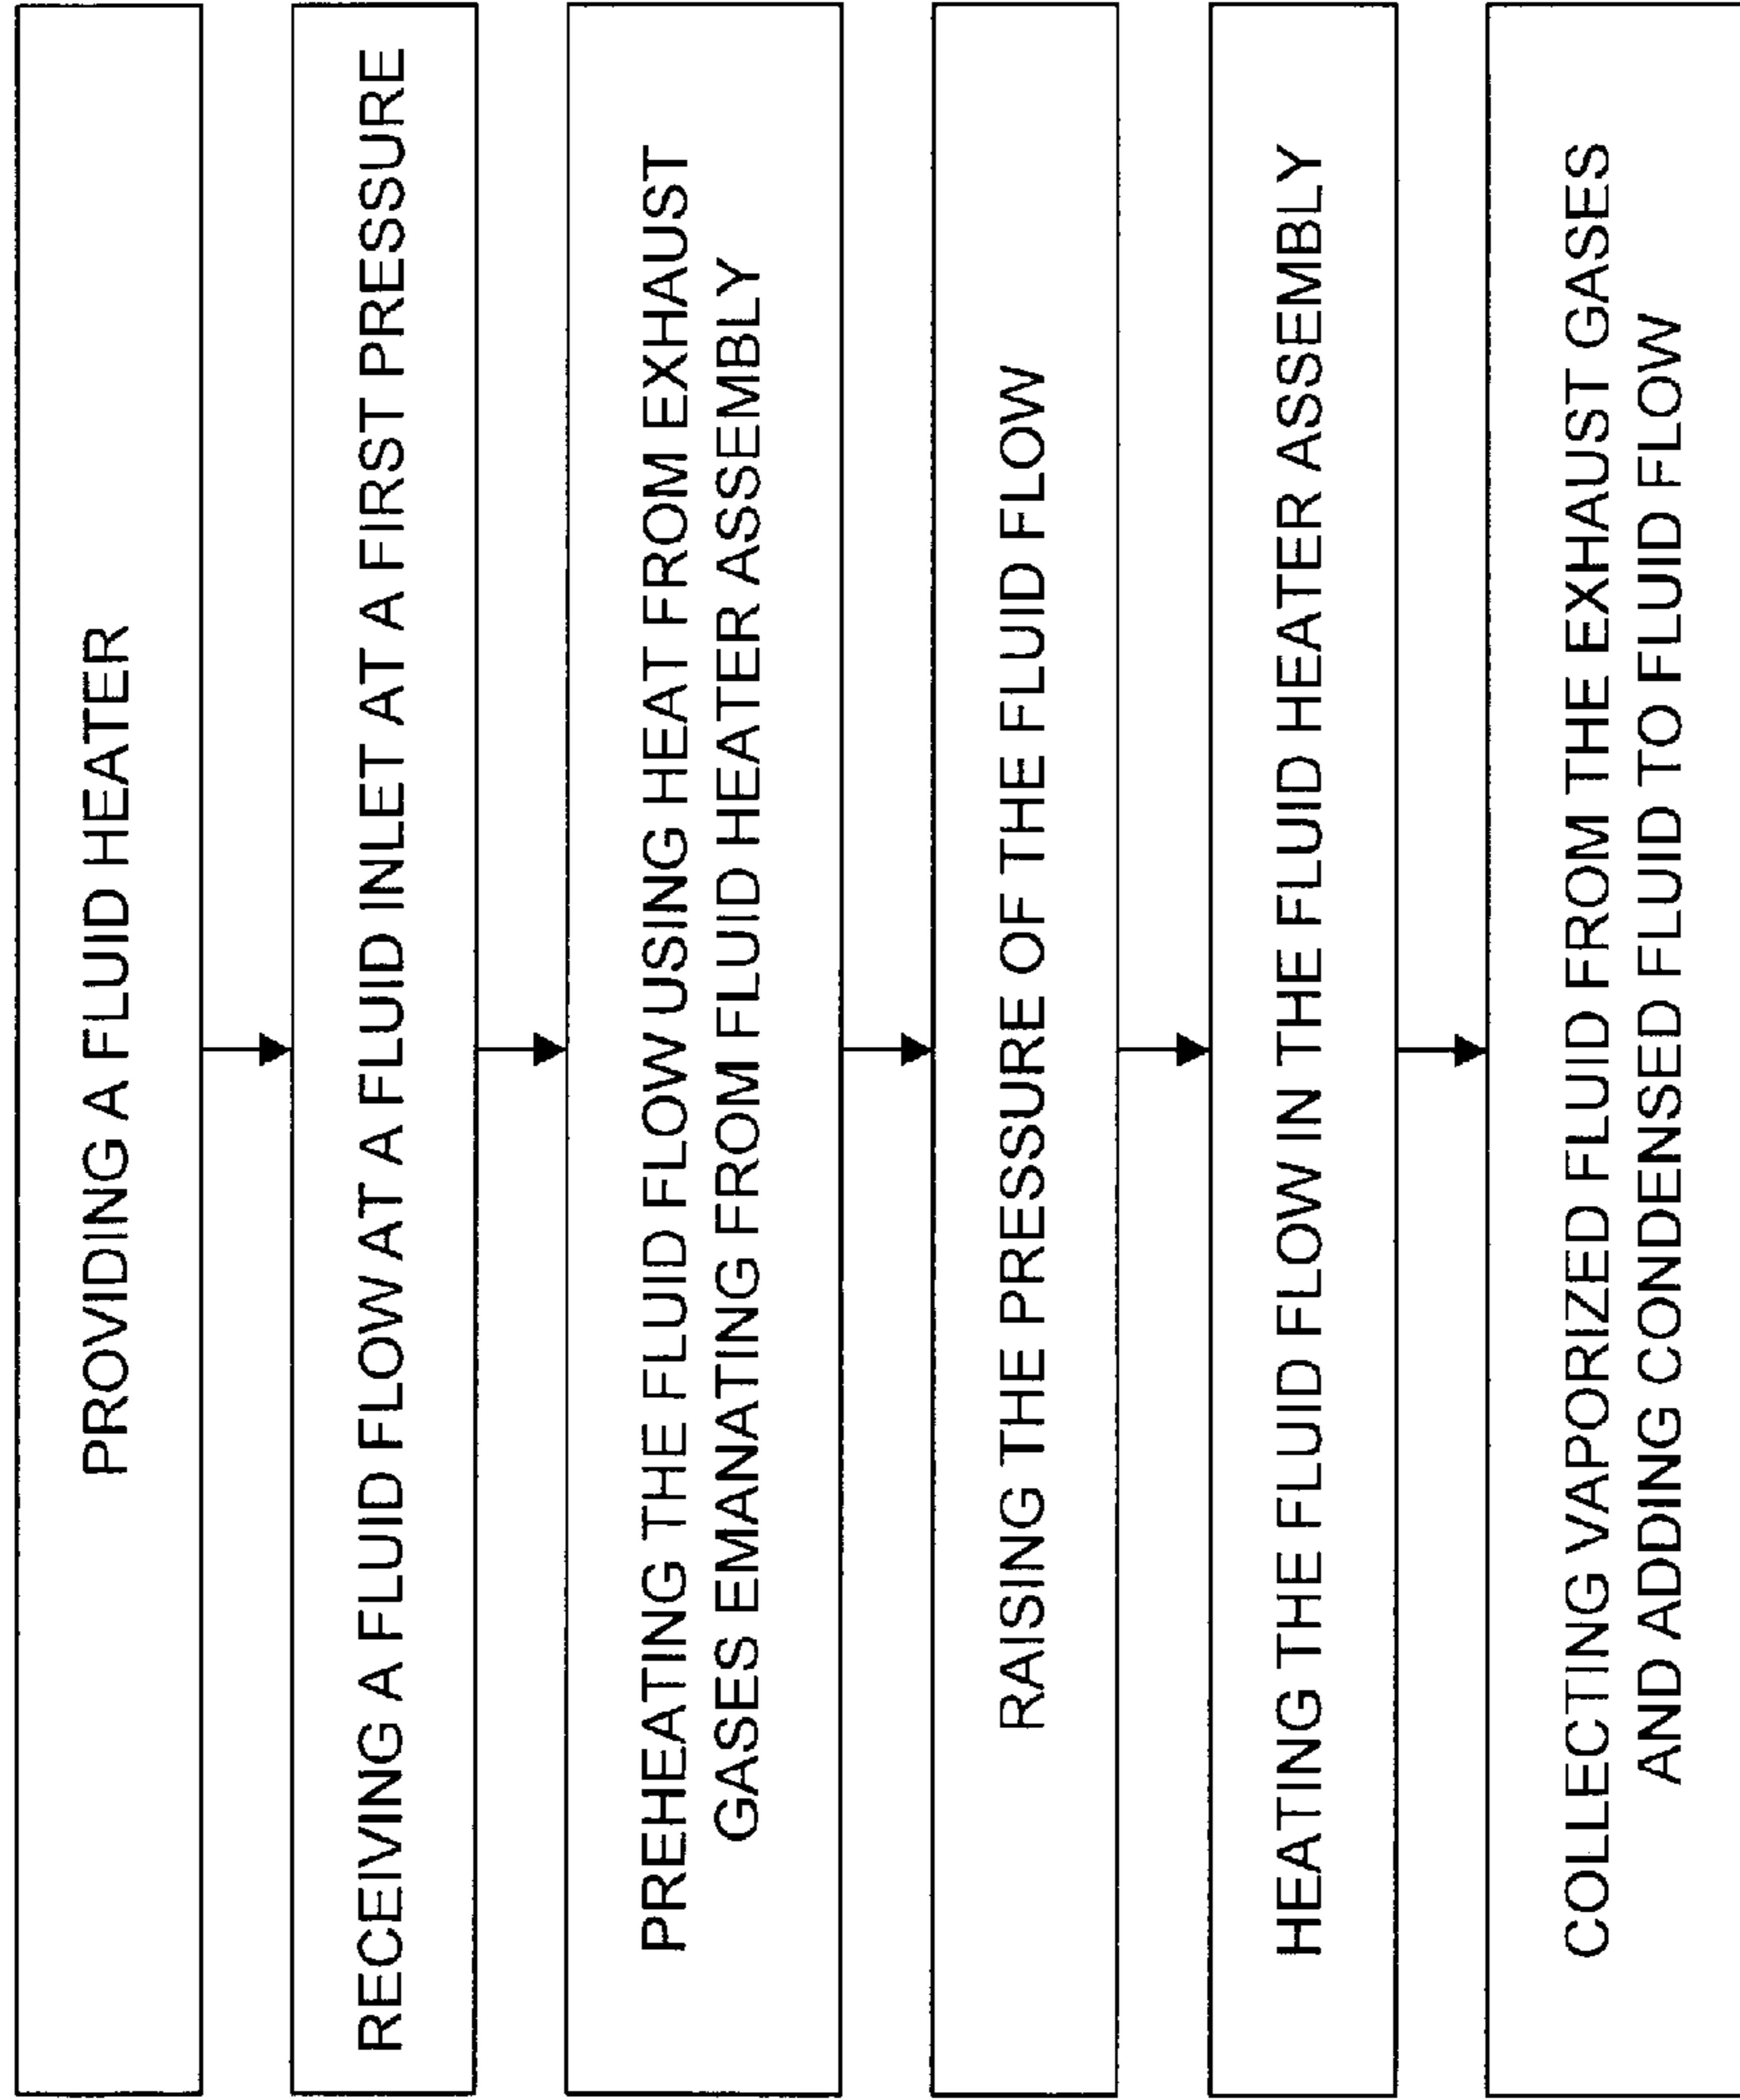 PROVIDING A FLUID HEATER
RECEIVING A FLUID FLOW AT A FLUID INLET AT A FIRST PRESSURE
PREHEATING THE FLUID FLOW USING HEAT FROM EXHAUST
GASES EMANATING FROM FLUID HEATER ASSEMBLY
RAISING THE PRESSURE OF THE FLUID FLOW
HEATING THE FLUID FLOW IN THE FLUID HEATER ASSEMBLY
COLLECTING VAPORIZED FLUID FROM THE EXHAUST GASES
AND ADDING CONDENSED FLUID TO FLUID FLOW